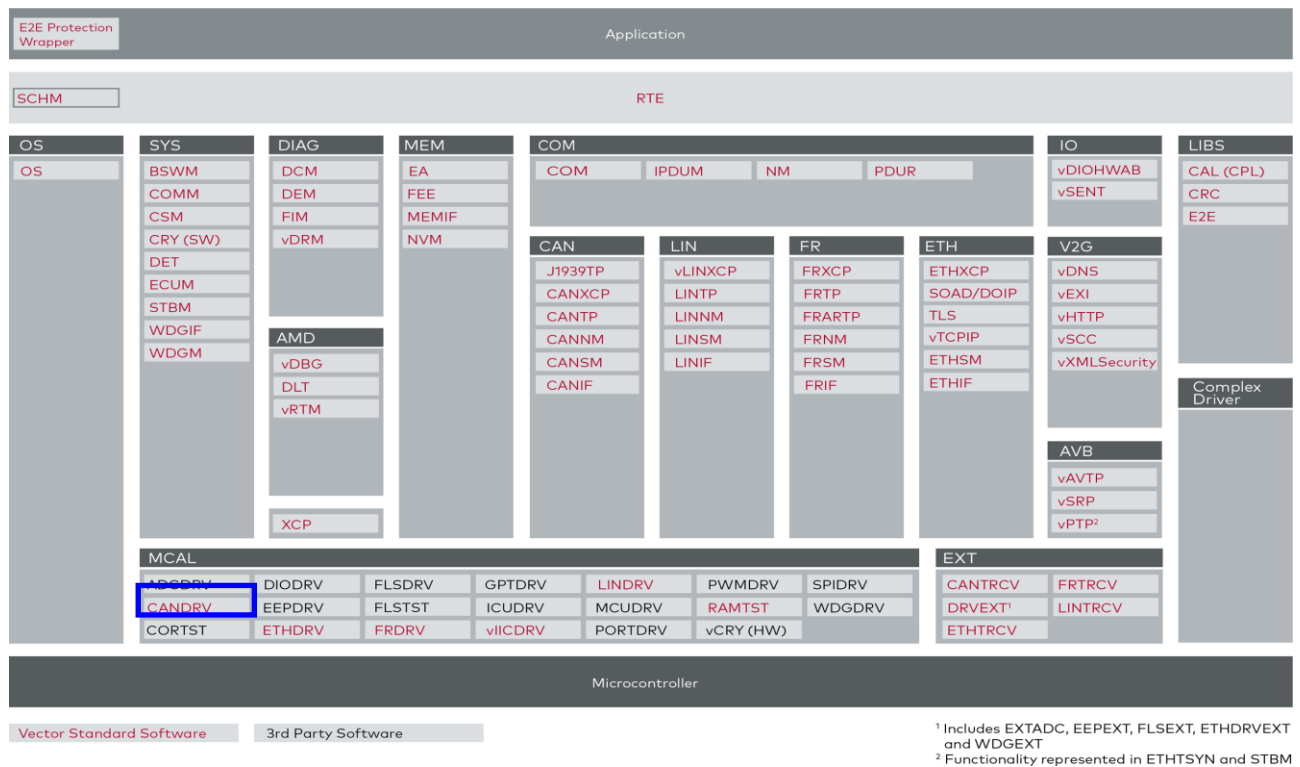 E2E Protection
Wrapper
Application
SCHM
RTE
OS
OS
SYS
BSWM
COMM
CSM
CRY (SW)
DET
ECUM
STBM
WDGIF
WDGM
DIAG
DCM
DEM
FIM
vDRM
AMD
vDBG
DLT
vRTM
XCP
MEM
EA
FEE
MEMIF
NVM
COM
COM IPDUM NM PDUR
CAN
J1939TP
CANXCP
CANTP
CANNM
CANSM
CANIF
LIN
vLINXCP
LINTP
LINNM
LINSM
LINIF
FR
FRXCP
FRTP
FRARTP
FRNM
FRSM
FRIF
ETH
ETHXCP
SOAD/DOIP
TLS
vTCPIP
ETHSM
ETHIF
IO
vDIOHWAB
vSENT
V2G
vDNS
vEXI
vHTTP
vSCC
vXMLSecurity
AVB
vAVTP
vSRP
vPTP²
LIBS
CAL (CPL)
CRC
E2E
Complex
Driver
MCAL
ADCDRV DIODRV FLSDRV GPTDRV LINDRV PWMDRV SPIDRV
CANDRV EEPDRV FLSTST ICUDRV MCUDRV RAMTST WDGDRV
CORTST ETHDRV FRDRV vIICDRV PORTDRV vCRY (HW)
EXT
CANTRCV FRTRCV
DRVEXT¹ LINTRCV
ETHTRCV
Microcontroller
Vector Standard Software 3rd Party Software
¹ Includes EXTADC, EEPEXT, FLSEXT, ETHDRVEXT
and WDGEXT
² Functionality represented in ETHTSYN and STBM